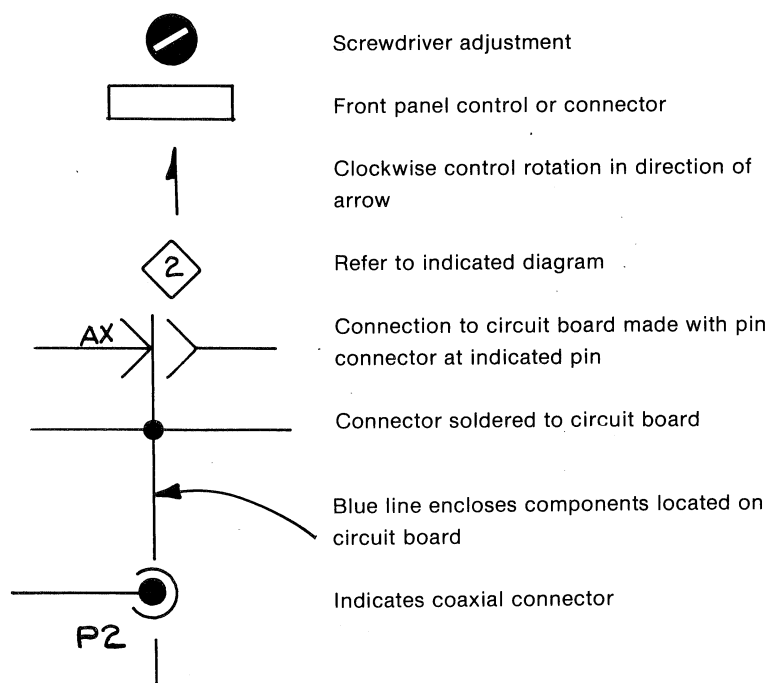 Screwdriver adjustment
Front panel control or connector
Clockwise control rotation in direction of
arrow
2
Refer to indicated diagram
AX
Connection to circuit board made with pin
connector at indicated pin
Connector soldered to circuit board
Blue line encloses components located on
circuit board
Indicates coaxial connector
P2